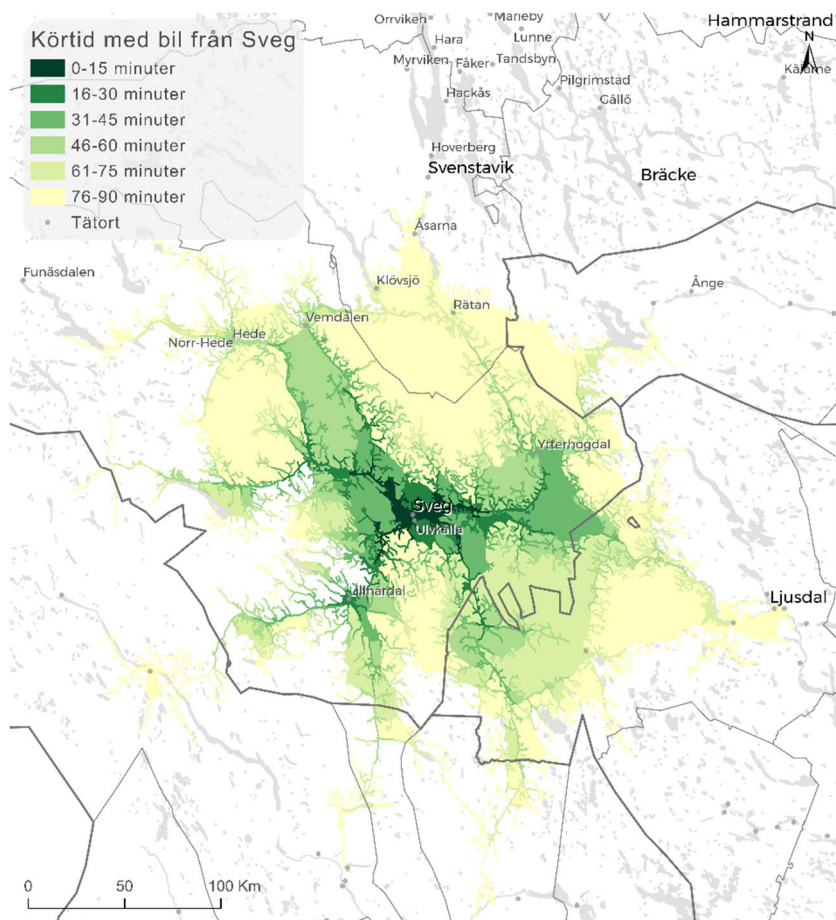 Körtid med bil från Sveg
0-15 minuter
16-30 minuter
31-45 minuter
46-60 minuter
61-75 minuter
76-90 minuter
Tätort
Orrviken
Marieby
Hammarstrand
Hara
Lunne
N
Myrviken
Fåker
Tandsbyn
Pilgrimstad
Kälarne
Hackås
Gällö
Hoverberg
Svenstavik
Bräcke
Åsarna
Funäsdalen
Klövsjö
Ånge
Rätan
Vemdalen
Hede
Norr-Hede
Ytterhogdal
Sveg
Ulvkälla
Lillhärdal
Ljusdal
0
50
100 Km